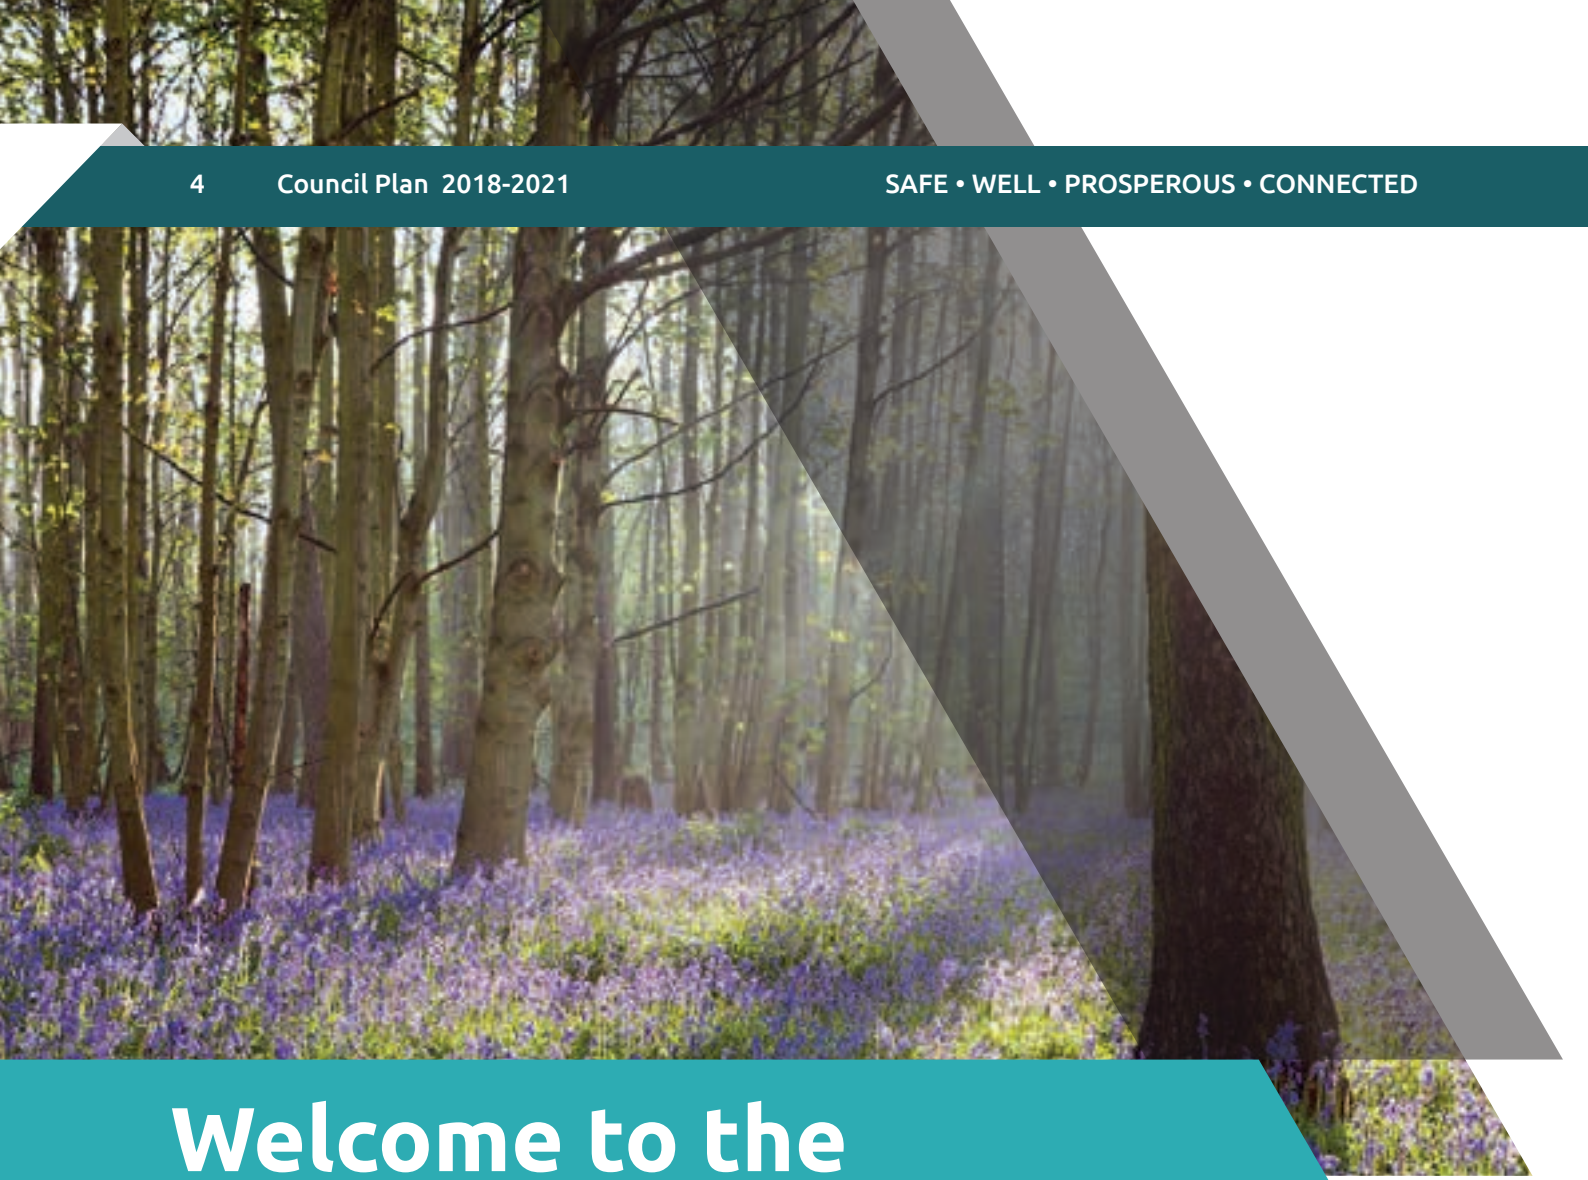 4 Council Plan 2018-2021 SAFE • WELL • PROSPEROUS • CONNECTED
Welcome to the